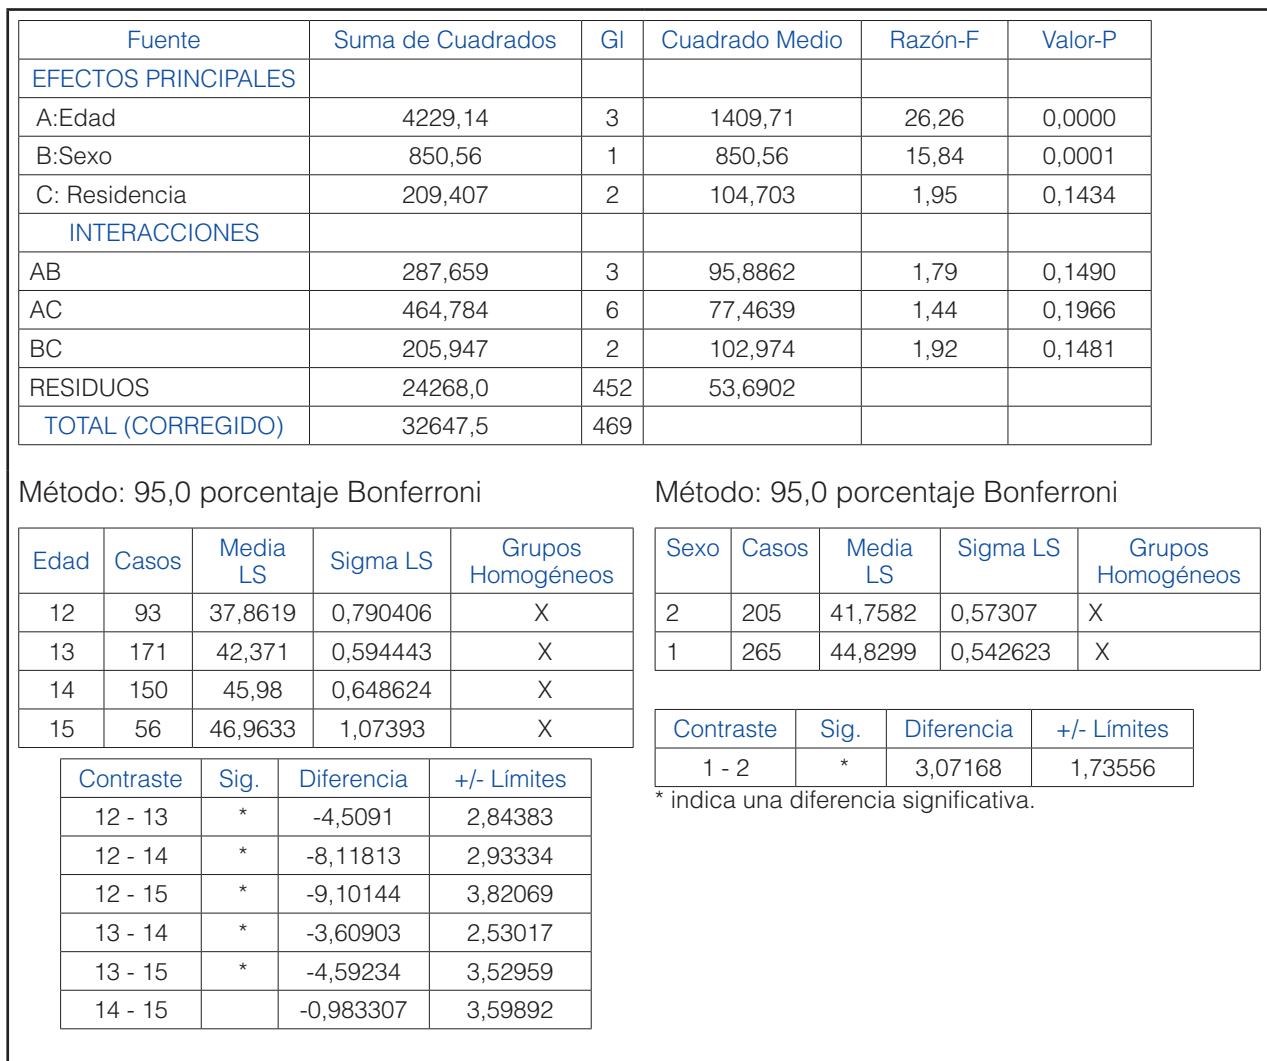 Fuente Suma de Cuadrados Gl Cuadrado Medio Razón-F Valor-P
EFECTOS PRINCIPALES
A:Edad 4229,14 3 1409,71 26,26 0,0000
B:Sexo 850,56 1 850,56 15,84 0,0001
C: Residencia 209,407 2 104,703 1,95 0,1434
INTERACCIONES
AB 287,659 3 95,8862 1,79 0,1490
AC 464,784 6 77,4639 1,44 0,1966
BC 205,947 2 102,974 1,92 0,1481
RESIDUOS 24268,0 452 53,6902
TOTAL (CORREGIDO) 32647,5 469
Método: 95,0 porcentaje Bonferroni
Edad Casos Media LS Sigma LS Grupos Homogéneos
12 93 37,8619 0,790406 X
13 171 42,371 0,594443 X
14 150 45,98 0,648624 X
15 56 46,9633 1,07393 X
Contraste Sig. Diferencia +/- Límites
12 - 13 * -4,5091 2,84383
12 - 14 * -8,11813 2,93334
12 - 15 * -9,10144 3,82069
13 - 14 * -3,60903 2,53017
13 - 15 * -4,59234 3,52959
14 - 15 -0,983307 3,59892
Método: 95,0 porcentaje Bonferroni
Sexo Casos Media LS Sigma LS Grupos Homogéneos
2 205 41,7582 0,57307 X
1 265 44,8299 0,542623 X
Contraste Sig. Diferencia +/- Límites
1 - 2 * 3,07168 1,73556
* indica una diferencia significativa.